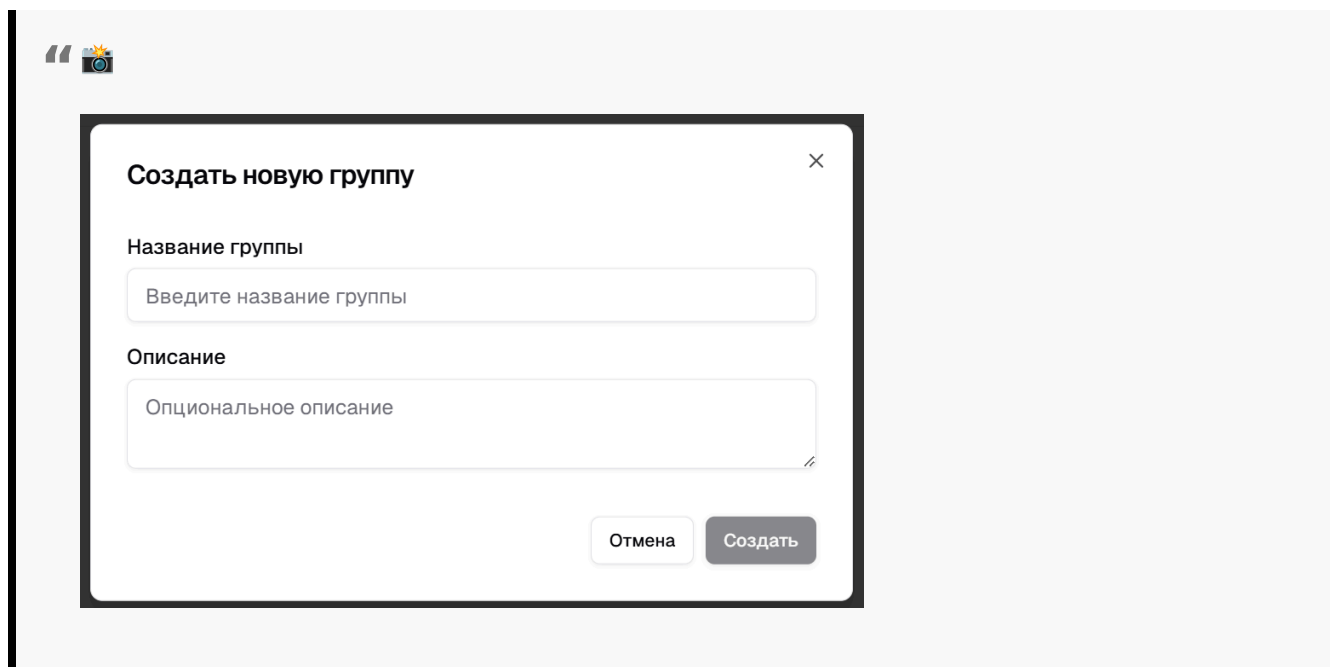 “ 📸
Создать новую группу
Название группы
Введите название группы
Описание
Опциональное описание
Отмена
Создать